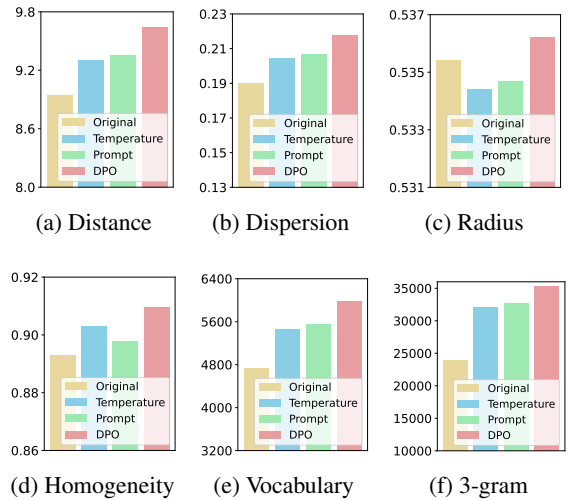 9.8
9.2
8.6
8.0
Original
Temperature
Prompt
DPO
(a) Distance
0.23
0.21
0.19
0.17
0.15
0.13
Original
Temperature
Prompt
DPO
(b) Dispersion
0.537
0.535
0.533
0.531
Original
Temperature
Prompt
DPO
(c) Radius
0.92
0.90
0.88
0.86
Original
Temperature
Prompt
DPO
(d) Homogeneity
6400
5600
4800
4000
3200
Original
Temperature
Prompt
DPO
(e) Vocabulary
35000
30000
25000
20000
15000
10000
Original
Temperature
Prompt
DPO
(f) 3-gram